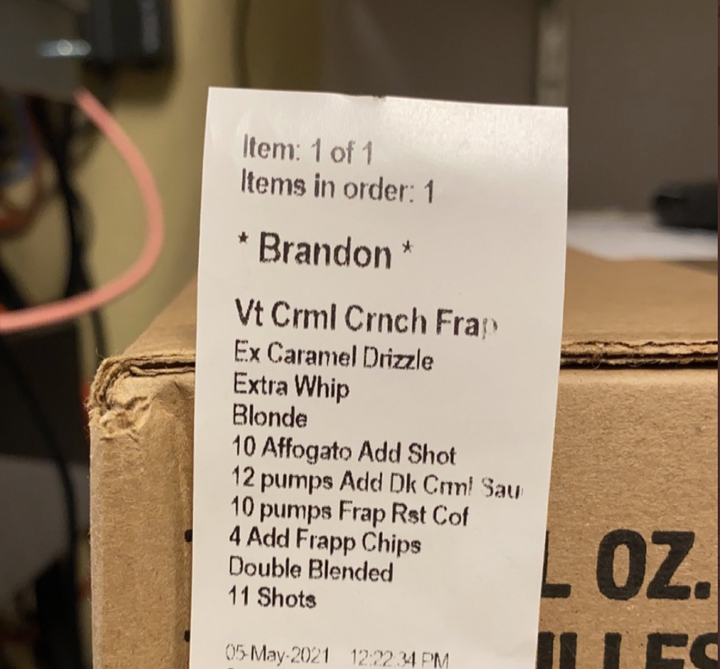 Item: 1 of 1
Items in order: 1
* Brandon *
Vt Crml Crnch Frap
Ex Caramel Drizzle
Extra Whip
Blonde
10 Affogato Add Shot
12 pumps Add Dk Crml Sau
10 pumps Frap Rst Cof
4 Add Frapp Chips
Double Blended
11 Shots
05-May-2021 12:22:34 PM
L OZ.